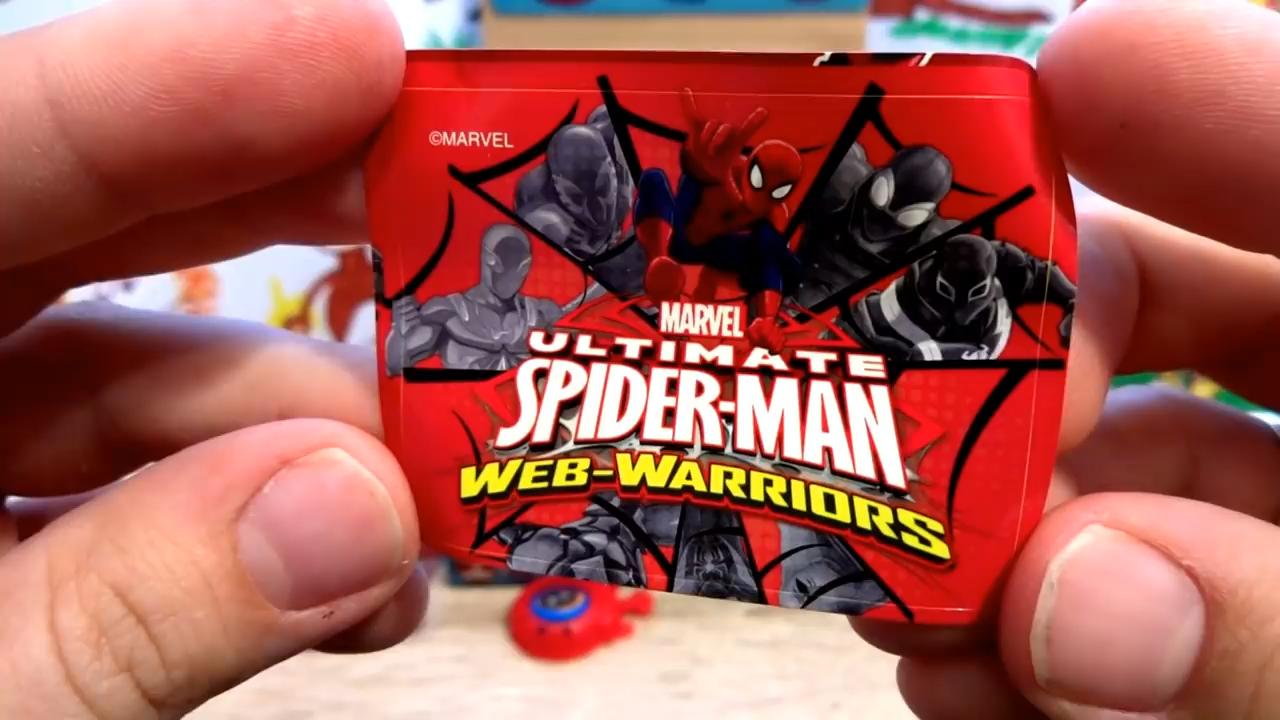 ©MARVEL
MARVEL
ULTIMATE
SPIDER-MAN
WEB-WARRIORS